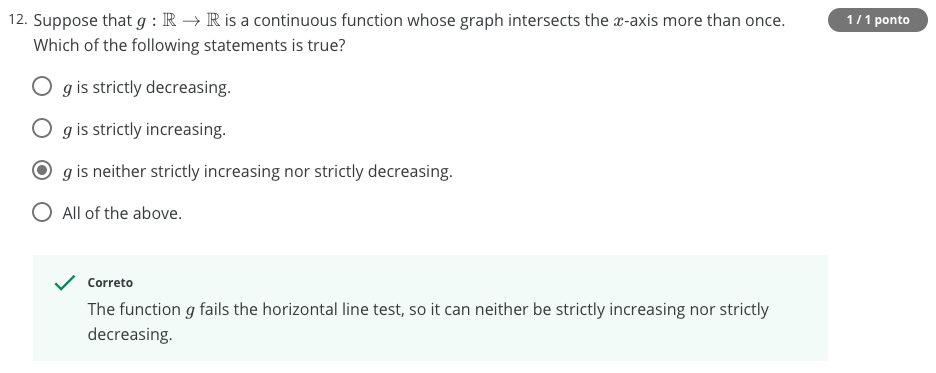 12. Suppose that g : ℝ → ℝ is a continuous function whose graph intersects the x-axis more than once.
1 / 1 ponto
Which of the following statements is true?
g is strictly decreasing.
g is strictly increasing.
g is neither strictly increasing nor strictly decreasing.
All of the above.
Correto
The function g fails the horizontal line test, so it can neither be strictly increasing nor strictly
decreasing.